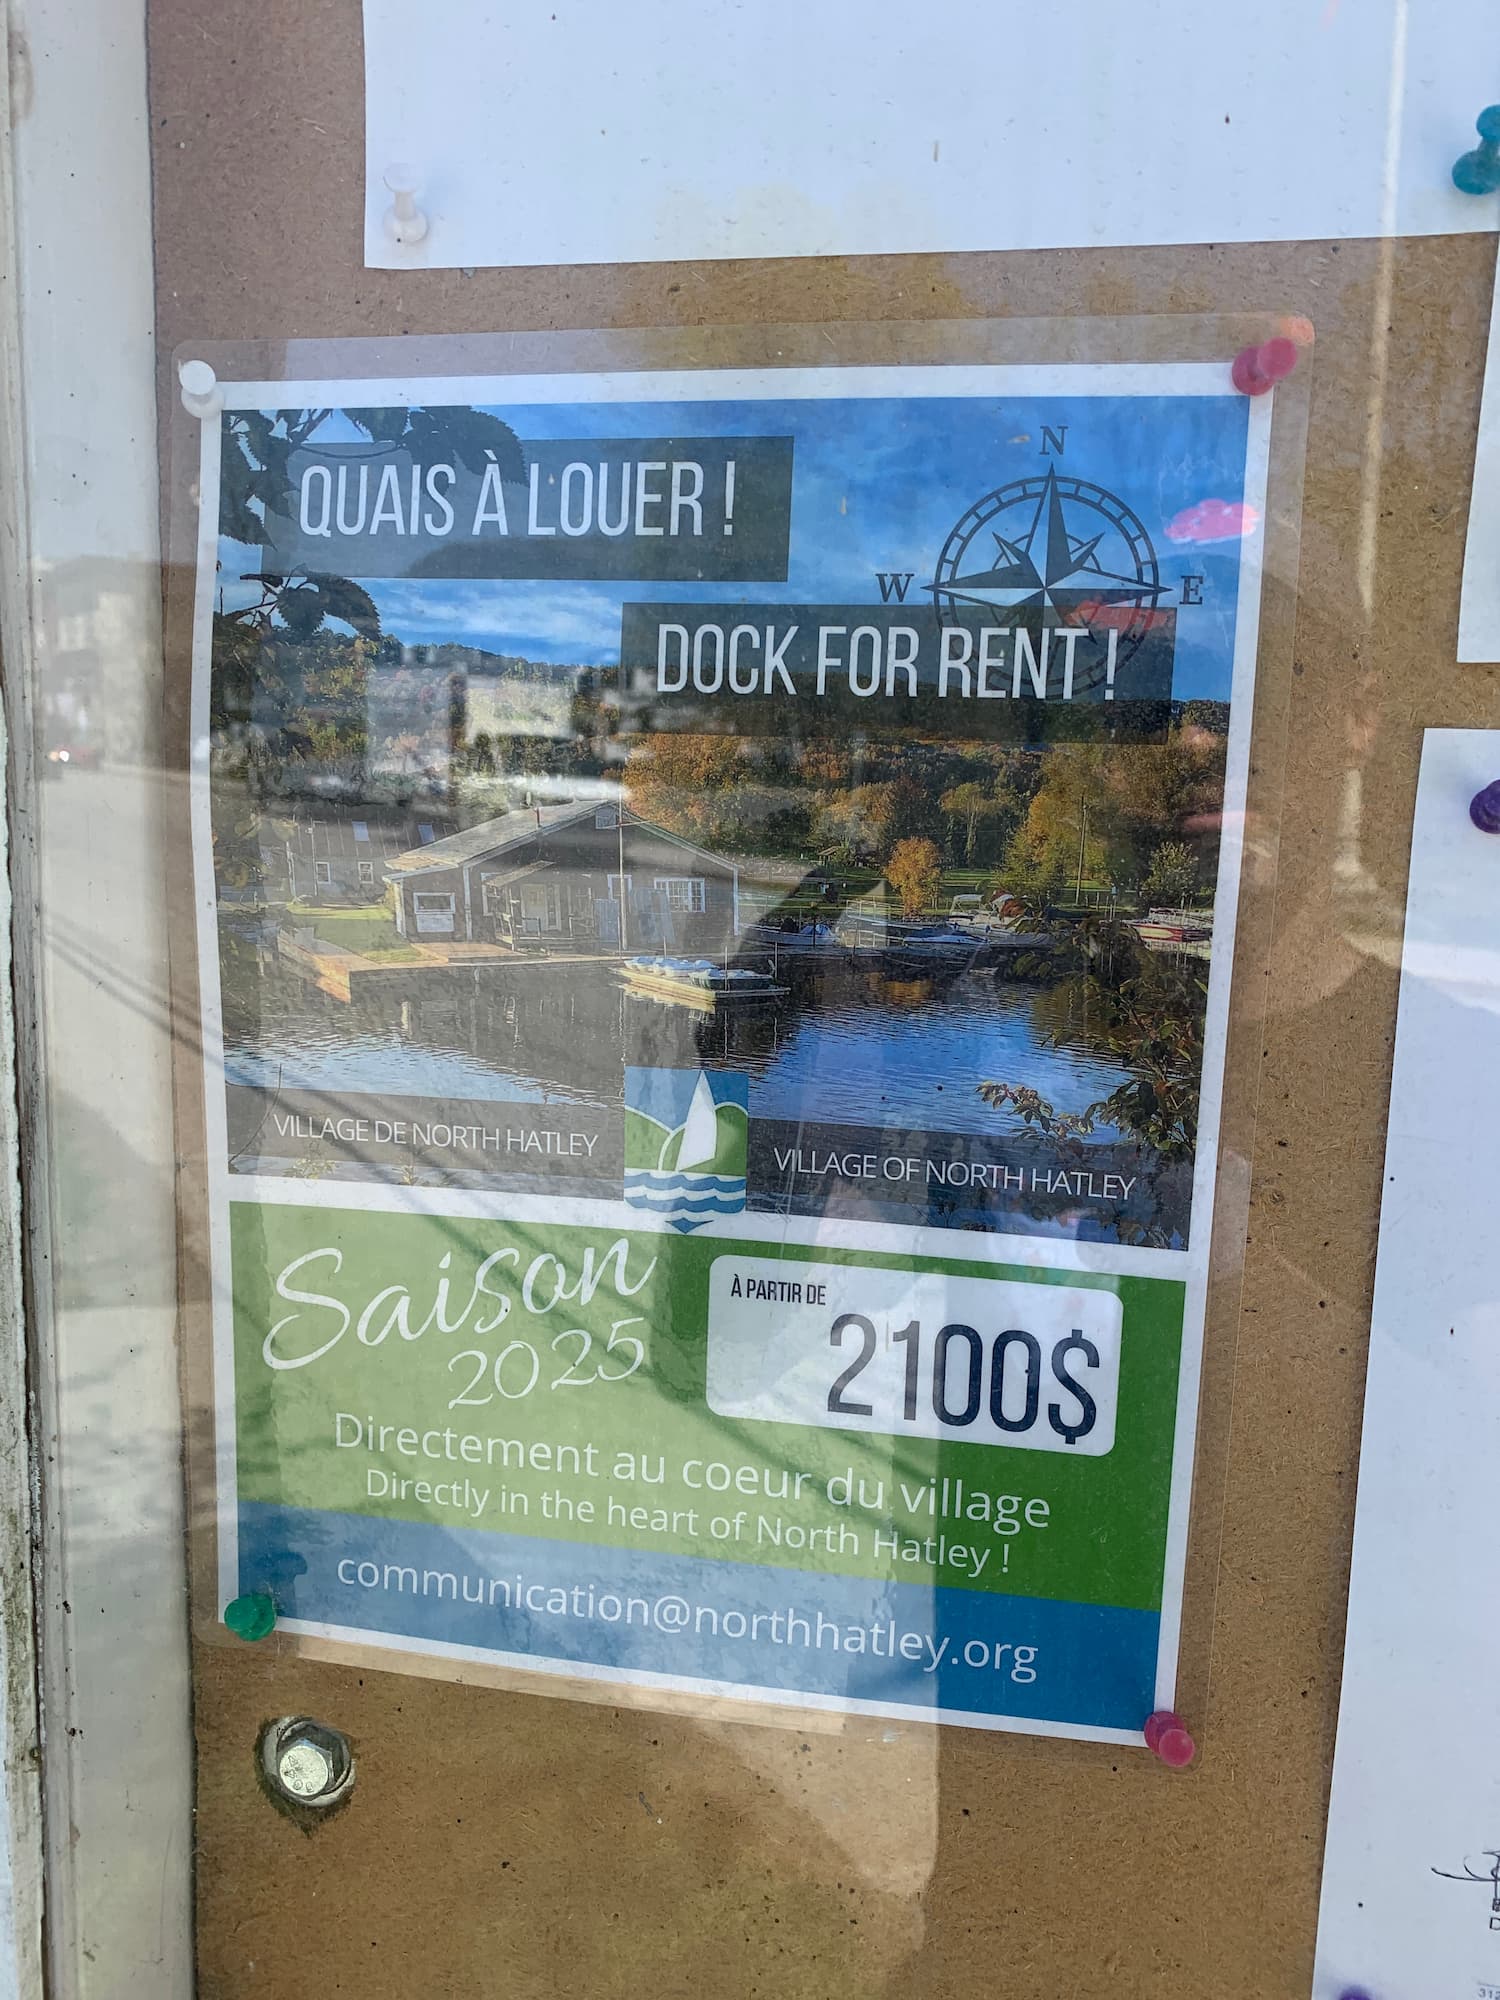 QUAIS À LOUER !
N
W
E
DOCK FOR RENT !
VILLAGE DE NORTH HATLEY
VILLAGE OF NORTH HATLEY
Saison
2025
À PARTIR DE
2100$
Directement au coeur du village
Directly in the heart of North Hatley !
communication@northhatley.org